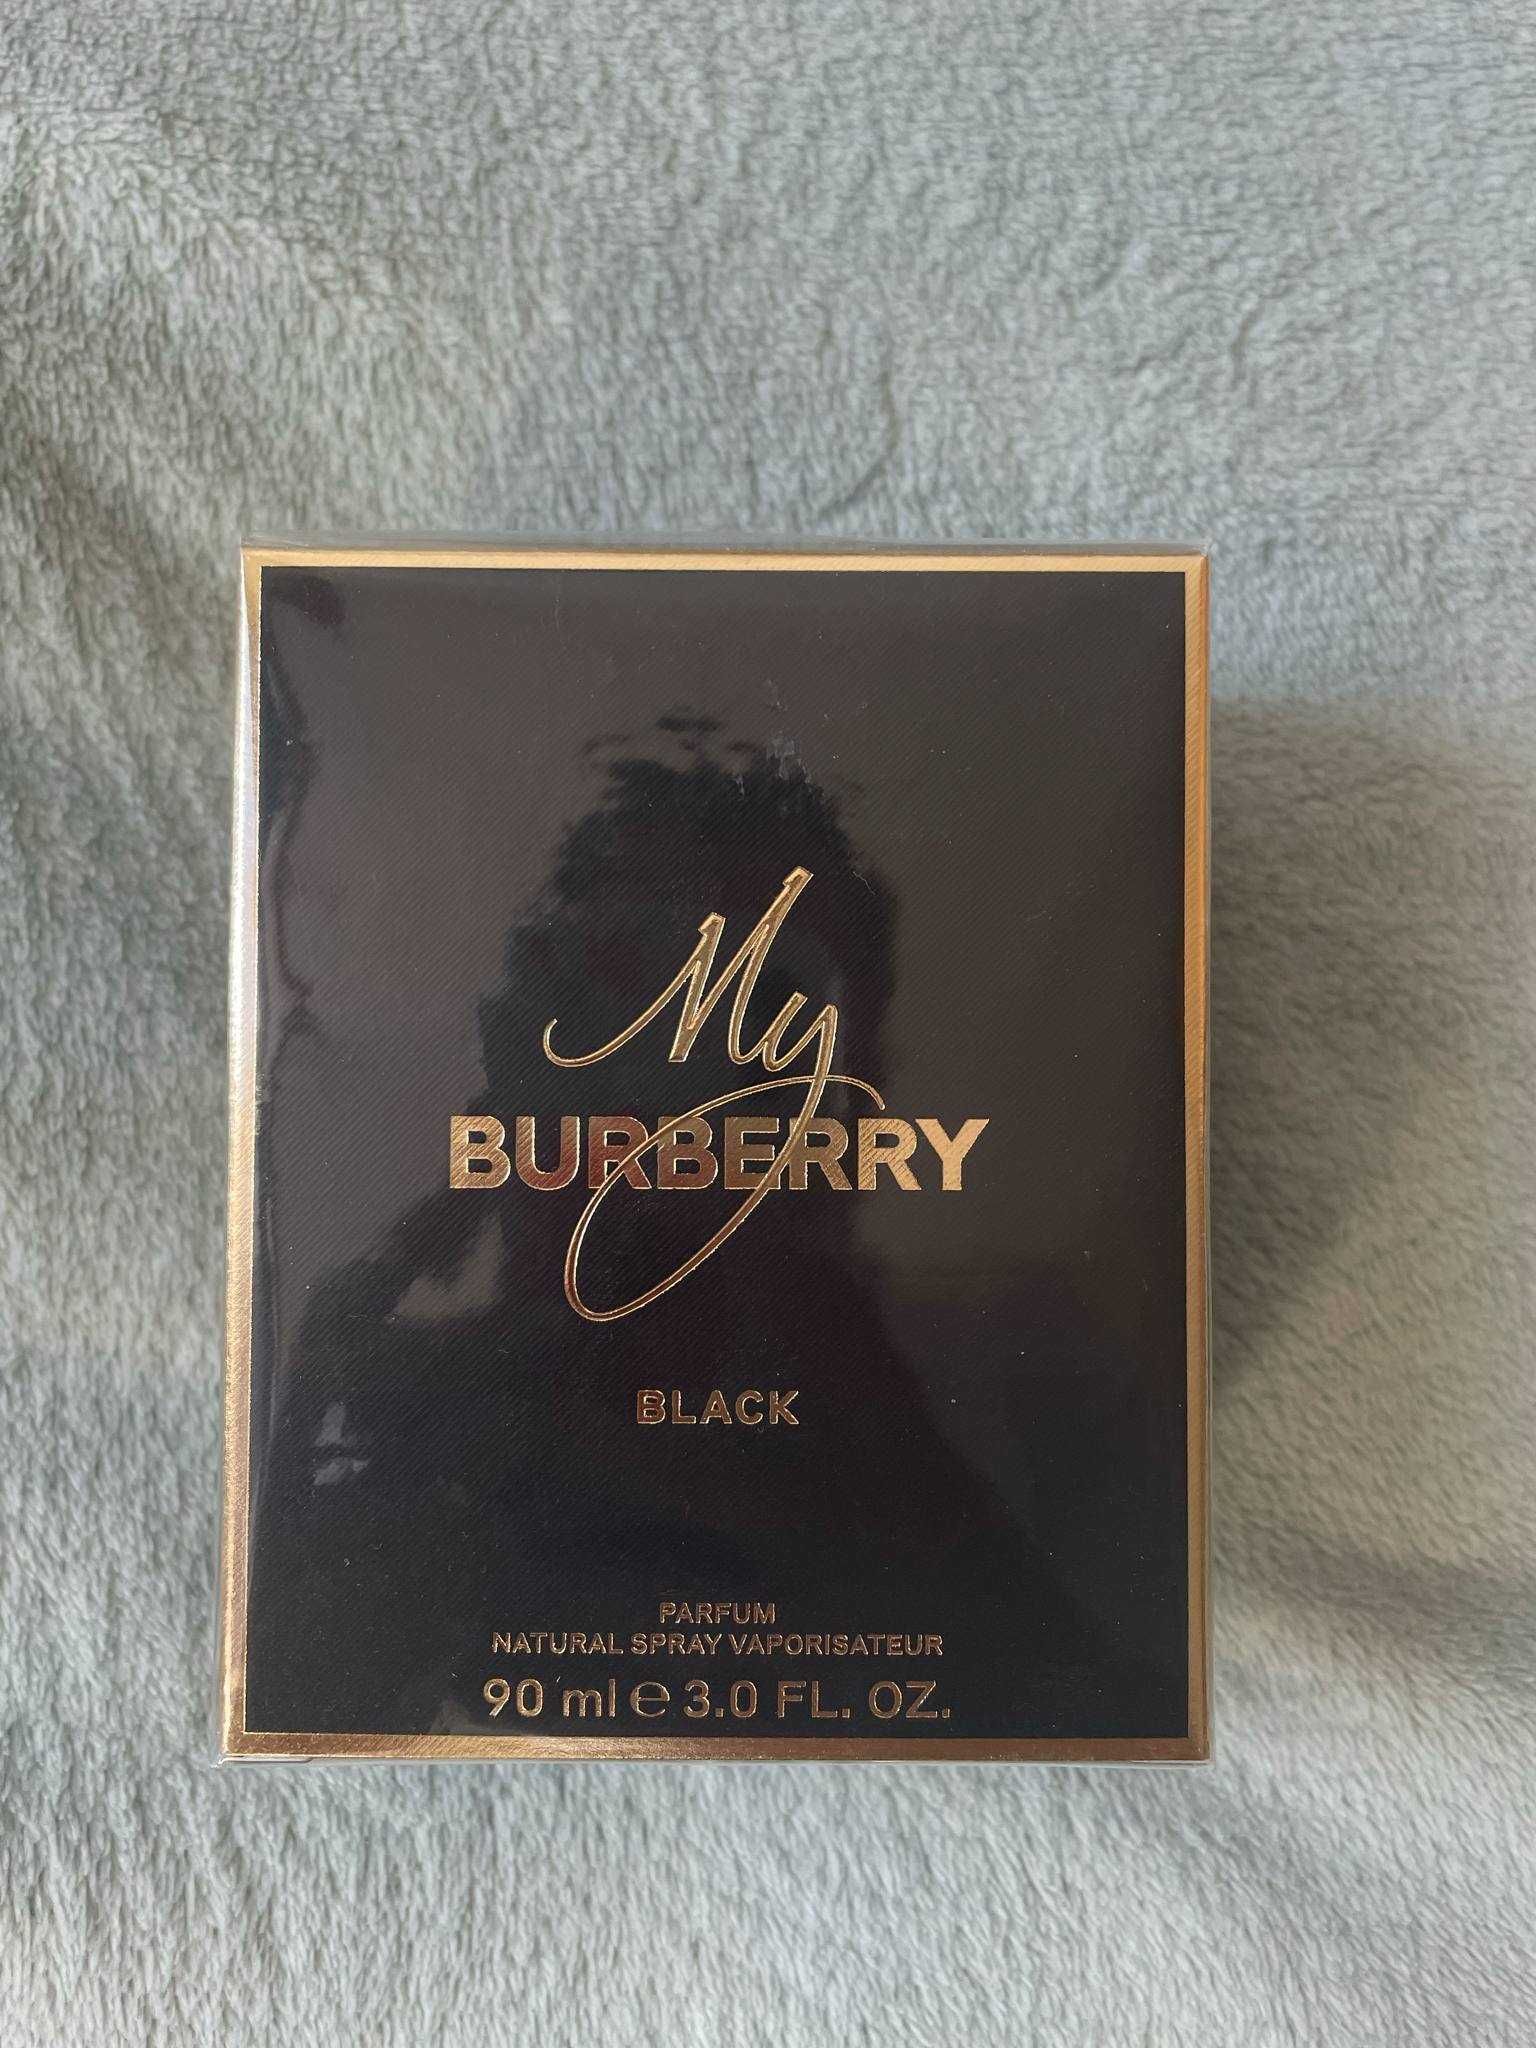 My
BURBERRY
BLACK
PARFUM
NATURAL SPRAY VAPORISATEUR
90 ml ℮ 3.0 FL. OZ.